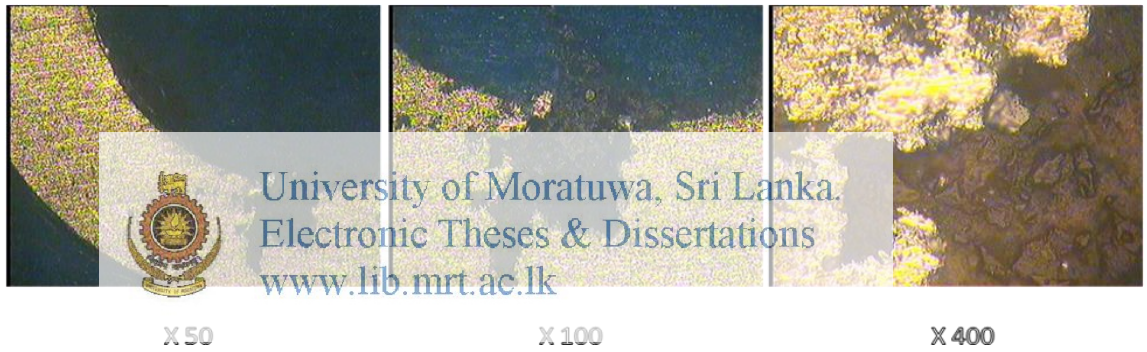 University of Moratuwa, Sri Lanka.
Electronic Theses & Dissertations
www.lib.mrt.ac.lk
X 50
X 100
X 400